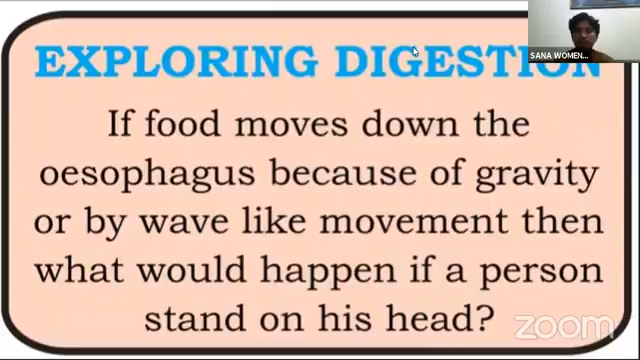 EXPLORING DIGESTION
SANA WOMEN...
If food moves down the
oesophagus because of gravity
or by wave like movement then
what would happen if a person
stand on his head?
zoom